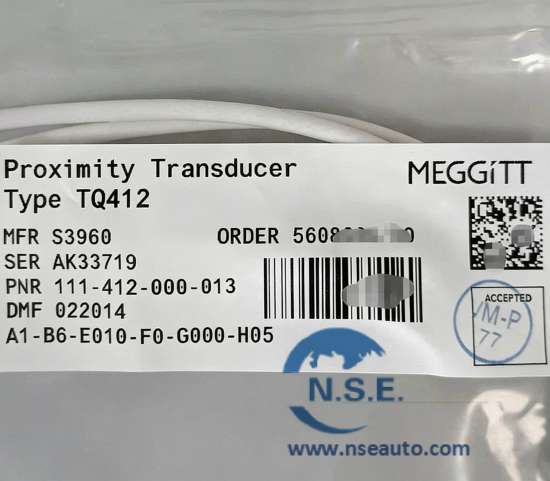 Proximity Transducer
Type TQ412
MEGGiTT
MFR S3960
ORDER 5608
SER AK33719
PNR 111-412-000-013
DMF 022014
A1-B6-E010-F0-G000-H05
ACCEPTED
M-P
77
N.S.E.
www.nseauto.com